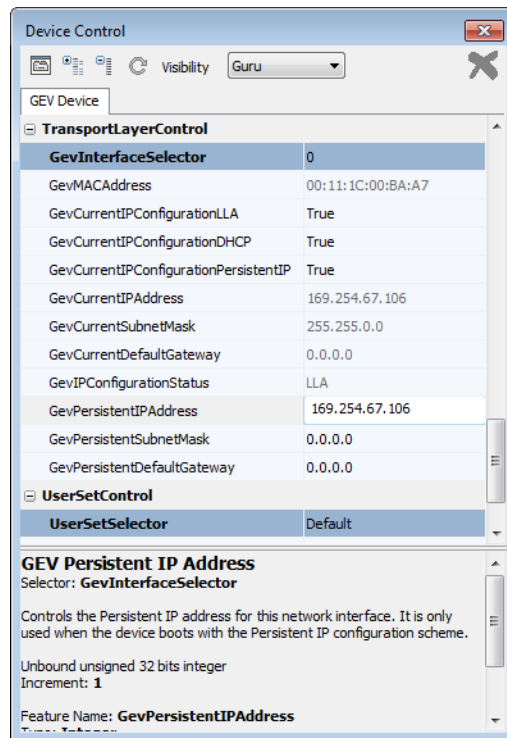 Device Control
Visibility Guru
GEV Device
TransportLayerControl
GevInterfaceSelector 0
GevMACAddress 00:11:1C:00:BA:A7
GevCurrentIPConfigurationLLA True
GevCurrentIPConfigurationDHCP True
GevCurrentIPConfigurationPersistentIP True
GevCurrentIPAddress 169.254.67.106
GevCurrentSubnetMask 255.255.0.0
GevCurrentDefaultGateway 0.0.0.0
GevIPConfigurationStatus LLA
GevPersistentIPAddress 169.254.67.106
GevPersistentSubnetMask 0.0.0.0
GevPersistentDefaultGateway 0.0.0.0
UserSetControl
UserSetSelector Default
GEV Persistent IP Address
Selector: GevInterfaceSelector
Controls the Persistent IP address for this network interface. It is only
used when the device boots with the Persistent IP configuration scheme.
Unbound unsigned 32 bits integer
Increment: 1
Feature Name: GevPersistentIPAddress
Type: Integer